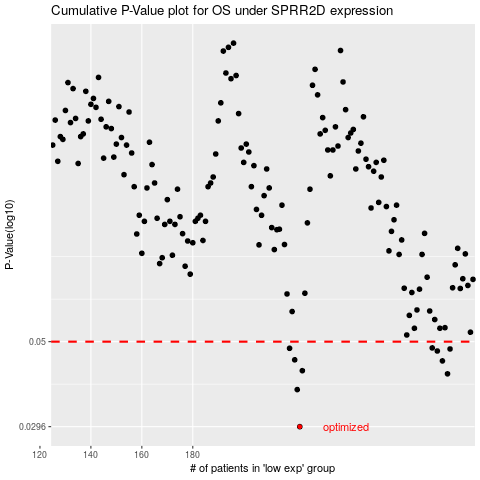 Cumulative P-Value plot for OS under SPRR2D expression
P-Value(log10)
0.05
0.0296
optimized
120 140 160 180
# of patients in 'low exp' group